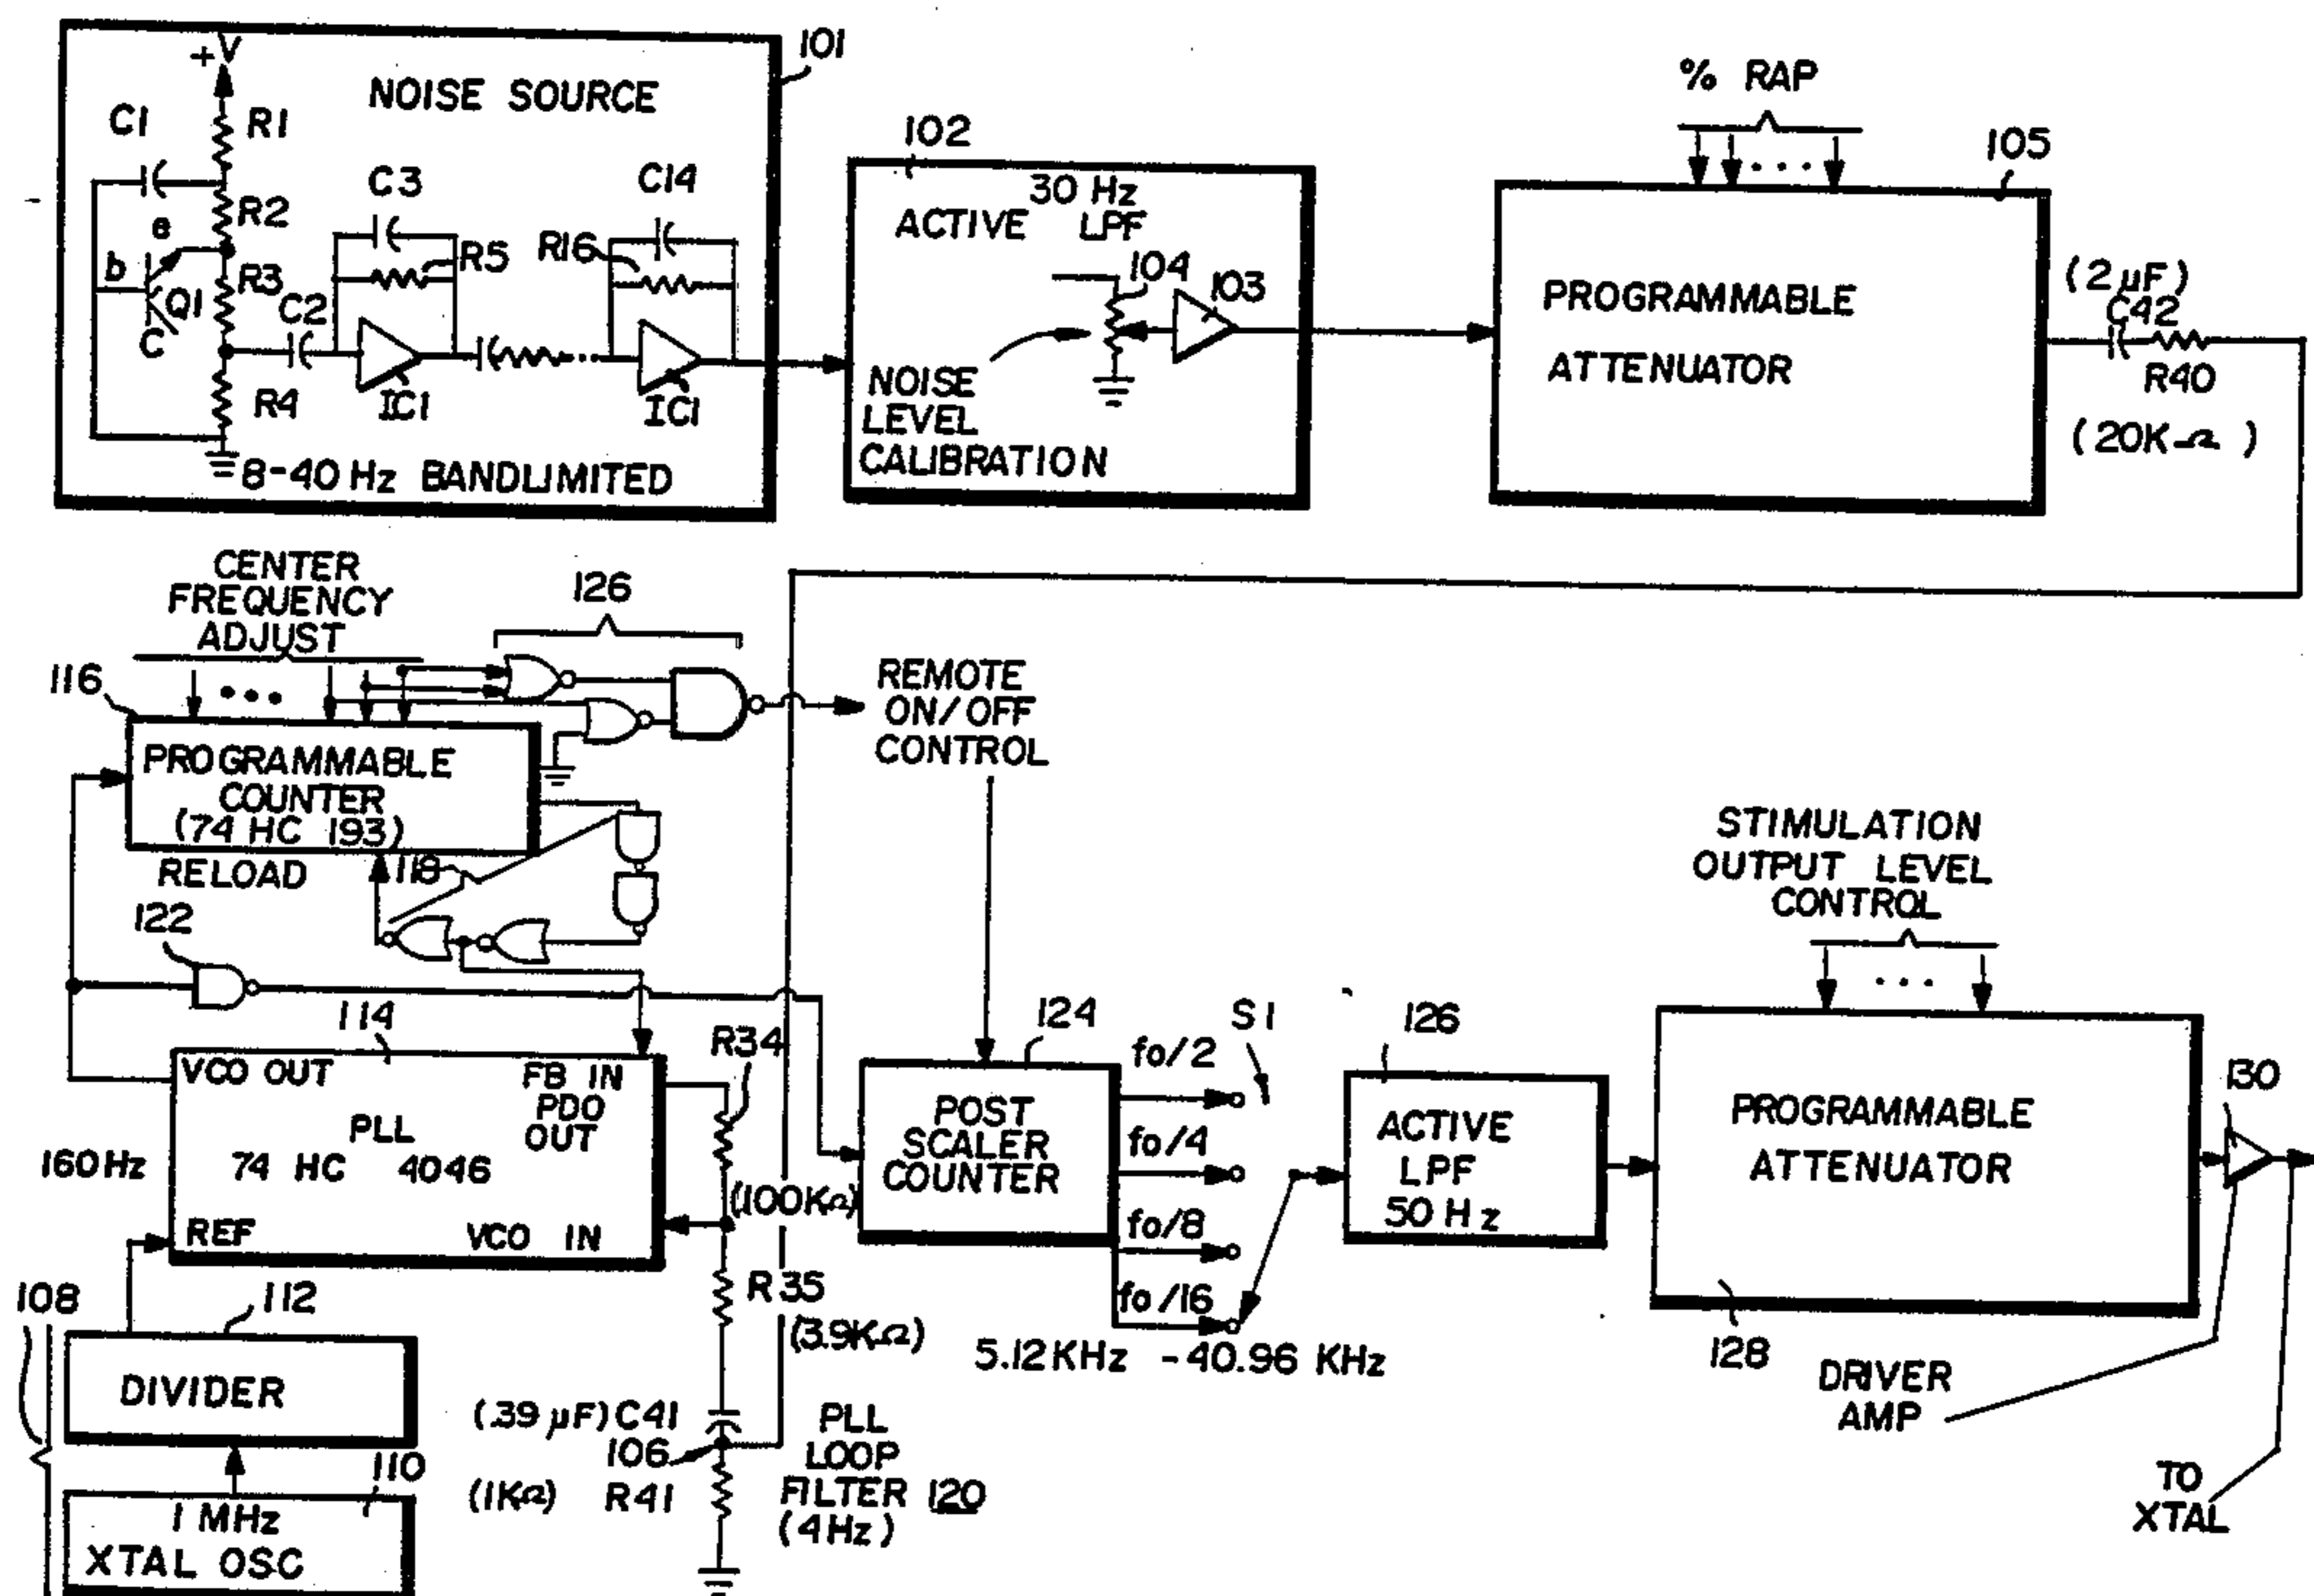 +V
101
NOISE SOURCE
C1
R1
C3
C14
R2
e
R5
R16
b
Q1
R3
C2
C
R4
IC1
IC1
8-40 Hz BANDLIMITED
102
30 Hz
ACTIVE LPF
104
103
NOISE
LEVEL
CALIBRATION
% RAP
105
PROGRAMMABLE
ATTENUATOR
(2 µF)
C42
R40
(20K-Ω)
CENTER
FREQUENCY
ADJUST
126
116
REMOTE
ON/OFF
CONTROL
PROGRAMMABLE
COUNTER
(74 HC 193)
RELOAD
118
122
114
R34
VCO OUT
FB IN
PDO
OUT
PLL
160Hz
74 HC 4046
(100KΩ)
REF
VCO IN
R35
(3.9KΩ)
108
112
DIVIDER
(.39 µF) C41
106
(1KΩ) R41
PLL
LOOP
FILTER 120
(4Hz)
110
1 MHz
XTAL OSC
124
S1
POST
SCALER
COUNTER
fo/2
fo/4
fo/8
fo/16
5.12KHz -40.96 KHz
126
ACTIVE
LPF
50 Hz
STIMULATION
OUTPUT LEVEL
CONTROL
PROGRAMMABLE
ATTENUATOR
130
128
DRIVER
AMP
TO
XTAL